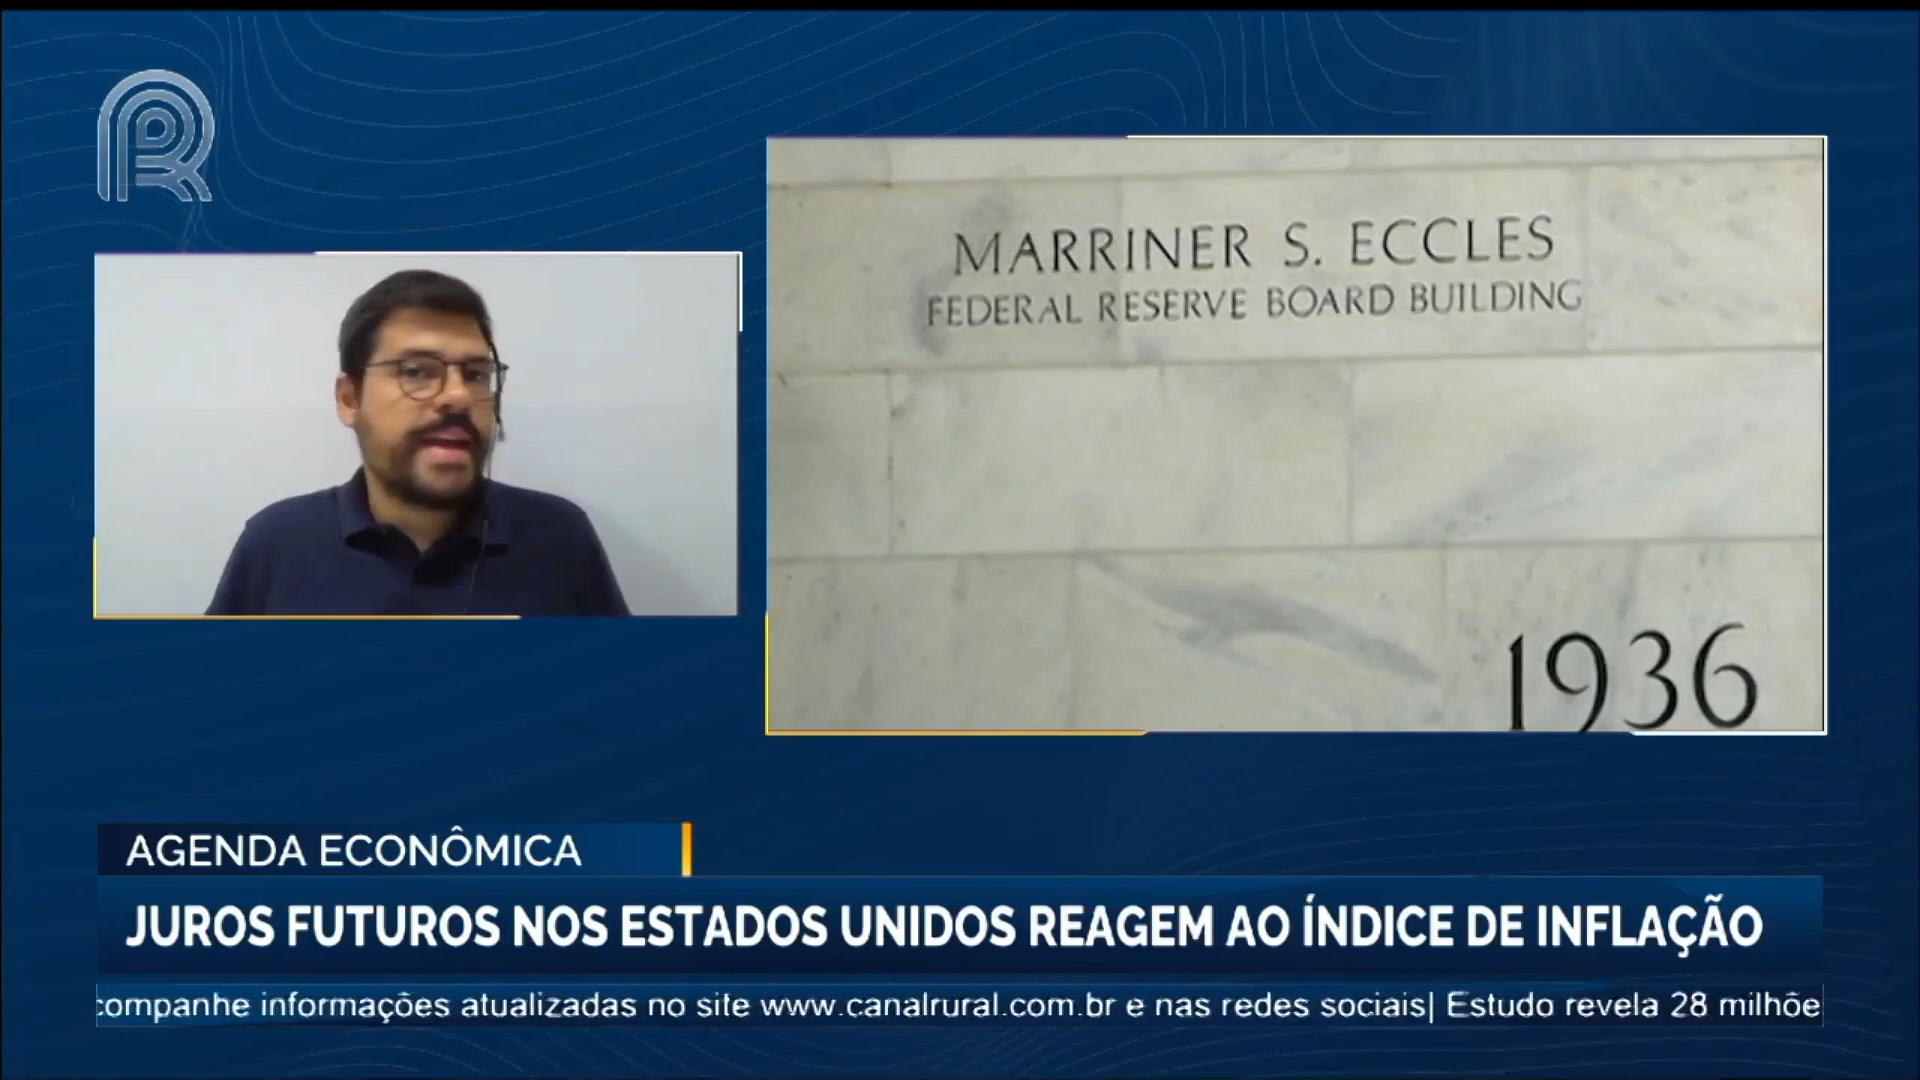 MARRINER S. ECCLES
FEDERAL RESERVE BOARD BUILDING
1936
AGENDA ECONÔMICA
JUROS FUTUROS NOS ESTADOS UNIDOS REAGEM AO ÍNDICE DE INFLAÇÃO
companhe informações atualizadas no site www.canalrural.com.br e nas redes sociais| Estudo revela 28 milhõe